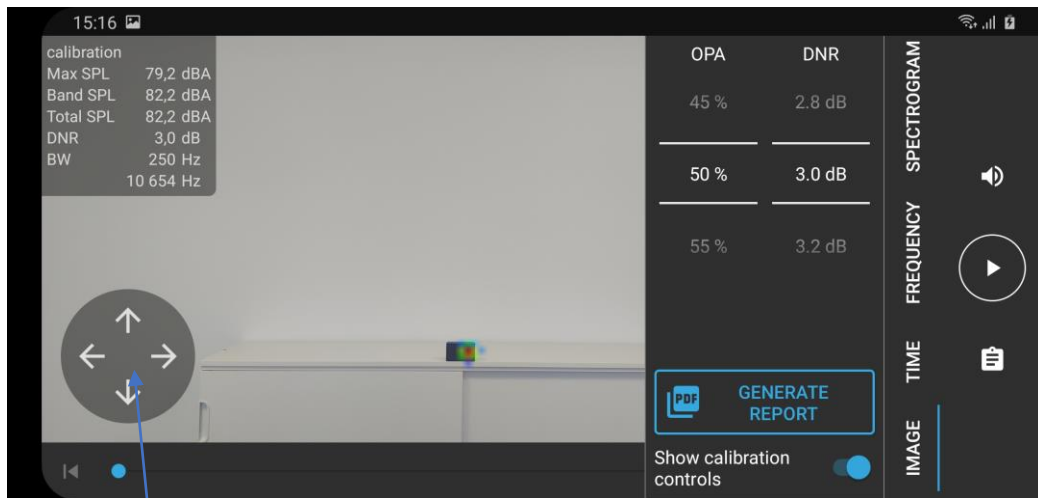 15:16
calibration
Max SPL 79,2 dBA
Band SPL 82,2 dBA
Total SPL 82,2 dBA
DNR 3,0 dB
BW 250 Hz
10 654 Hz
OPA DNR
45 % 2.8 dB
50 % 3.0 dB
55 % 3.2 dB
PDF
GENERATE
REPORT
Show calibration
controls
SPECTROGRAM
FREQUENCY
TIME
IMAGE